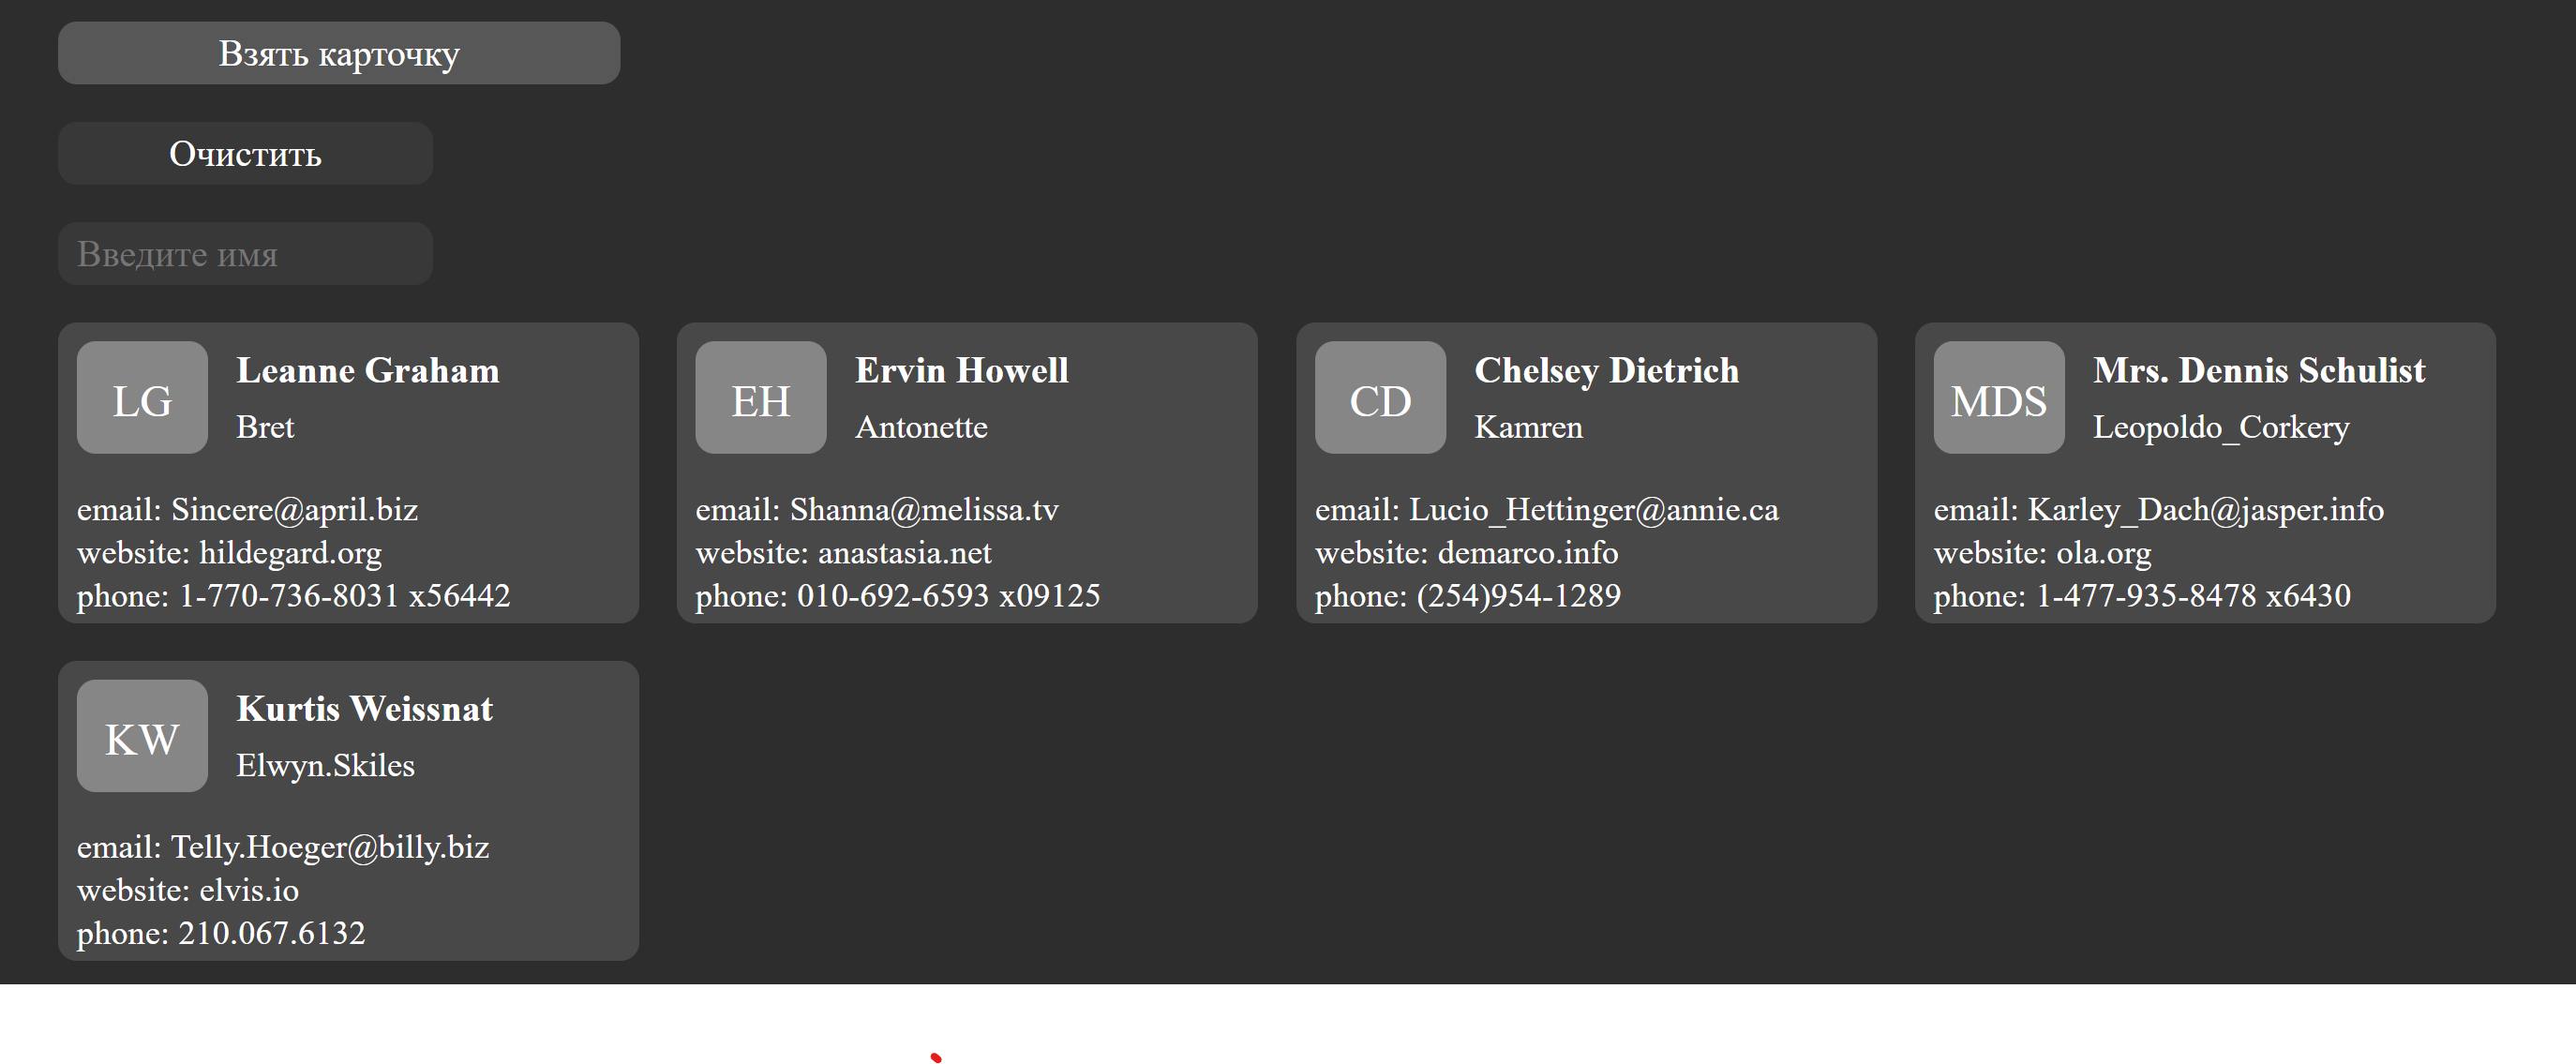 Взять карточку
Очистить
Введите имя
LG
Leanne Graham
Bret
email: Sincere@april.biz
website: hildegard.org
phone: 1-770-736-8031 x56442
EH
Ervin Howell
Antonette
email: Shanna@melissa.tv
website: anastasia.net
phone: 010-692-6593 x09125
CD
Chelsey Dietrich
Kamren
email: Lucio_Hettinger@annie.ca
website: demarco.info
phone: (254)954-1289
MDS
Mrs. Dennis Schulist
Leopoldo_Corkery
email: Karley_Dach@jasper.info
website: ola.org
phone: 1-477-935-8478 x6430
KW
Kurtis Weissnat
Elwyn.Skiles
email: Telly.Hoeger@billy.biz
website: elvis.io
phone: 210.067.6132